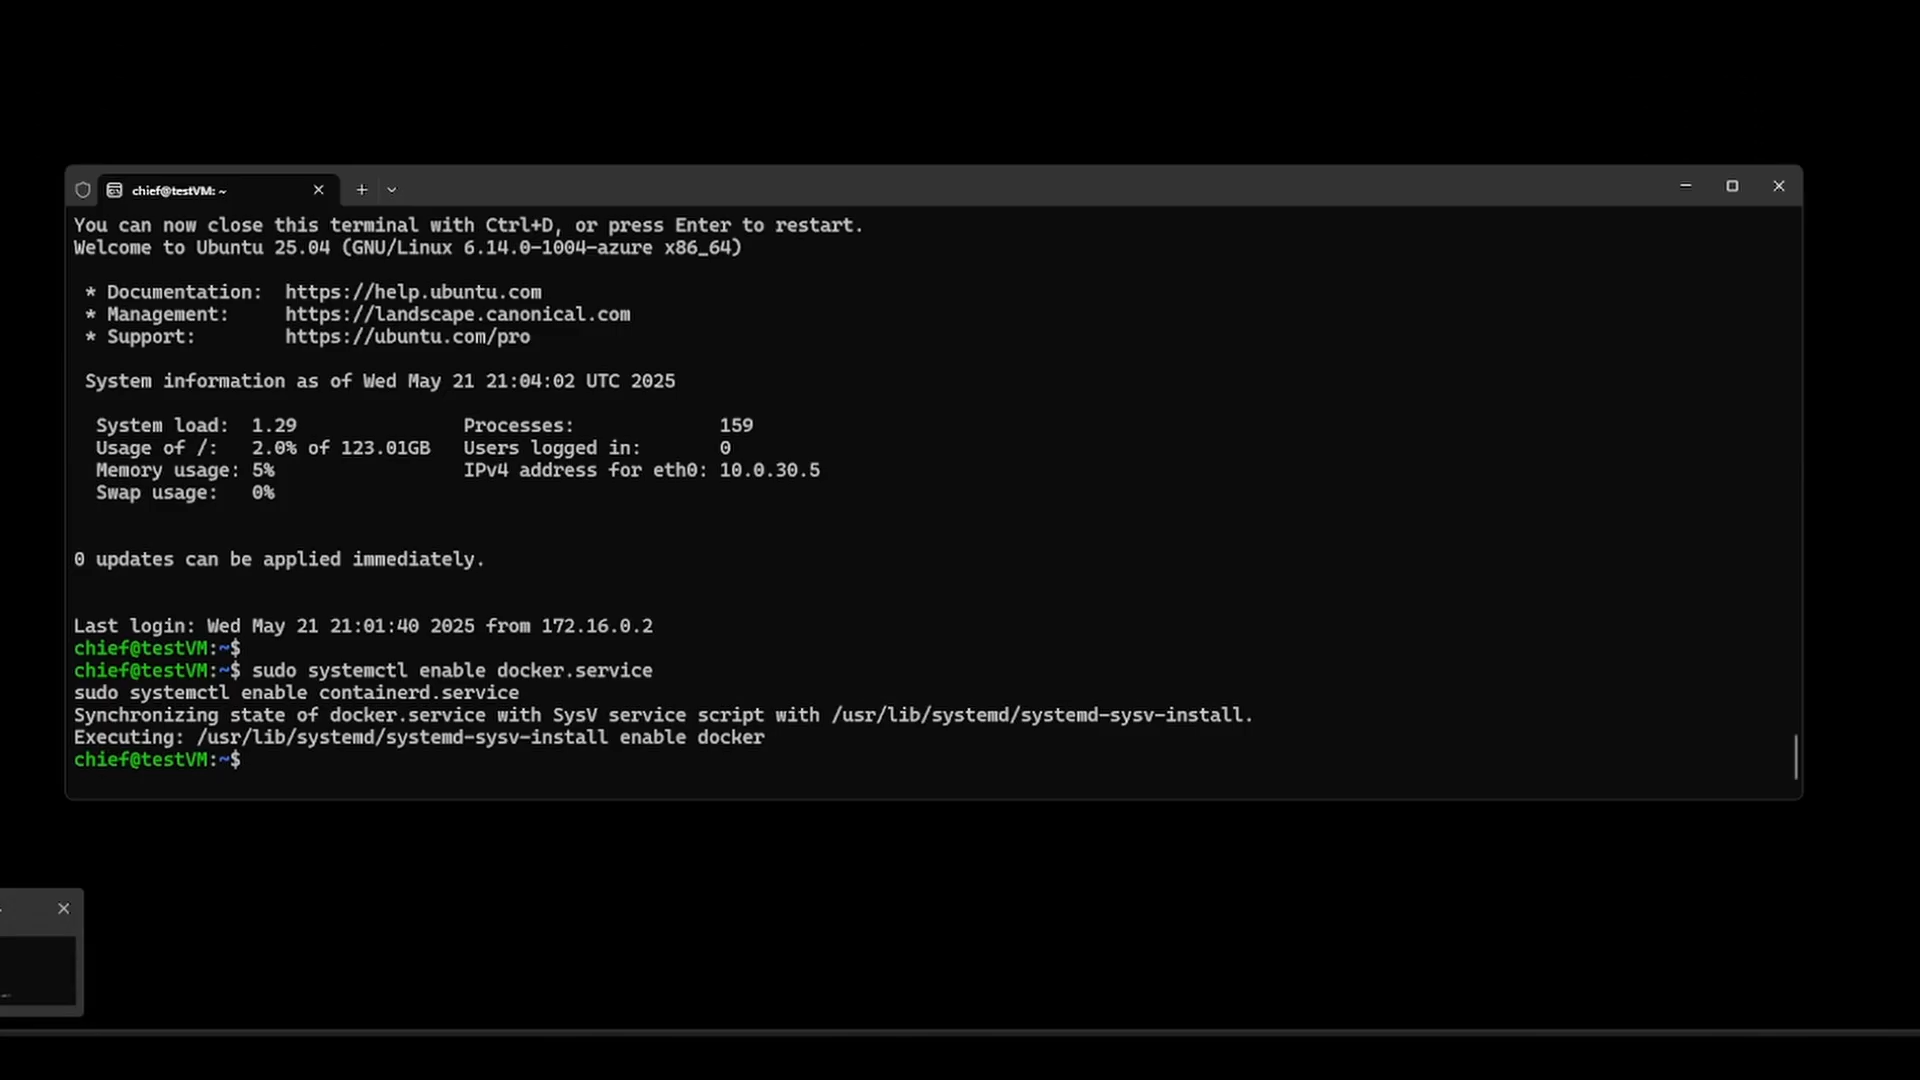 chief@testVM: ~
You can now close this terminal with Ctrl+D, or press Enter to restart.
Welcome to Ubuntu 25.04 (GNU/Linux 6.14.0-1004-azure x86_64)
* Documentation:  https://help.ubuntu.com
* Management:     https://landscape.canonical.com
* Support:        https://ubuntu.com/pro
System information as of Wed May 21 21:04:02 UTC 2025
System load:  1.29               Processes:             159
Usage of /:   2.0% of 123.01GB   Users logged in:       0
Memory usage: 5%                 IPv4 address for eth0: 10.0.30.5
Swap usage:   0%
0 updates can be applied immediately.
Last login: Wed May 21 21:01:40 2025 from 172.16.0.2
chief@testVM:~$
chief@testVM:~$ sudo systemctl enable docker.service
sudo systemctl enable containerd.service
Synchronizing state of docker.service with SysV service script with /usr/lib/systemd/systemd-sysv-install.
Executing: /usr/lib/systemd/systemd-sysv-install enable docker
chief@testVM:~$